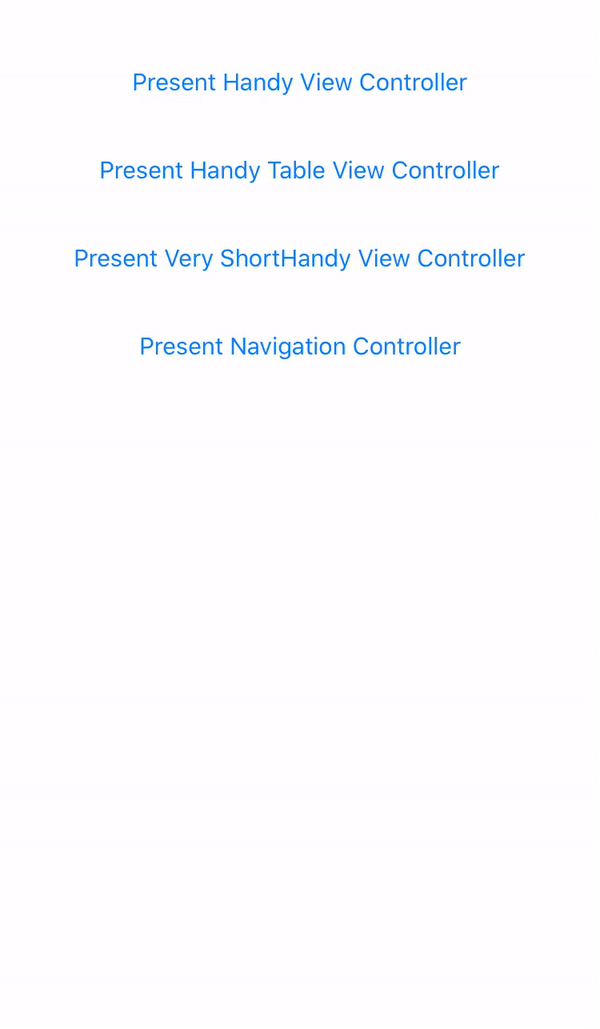 Present Handy View Controller
Present Handy Table View Controller
Present Very ShortHandy View Controller
Present Navigation Controller